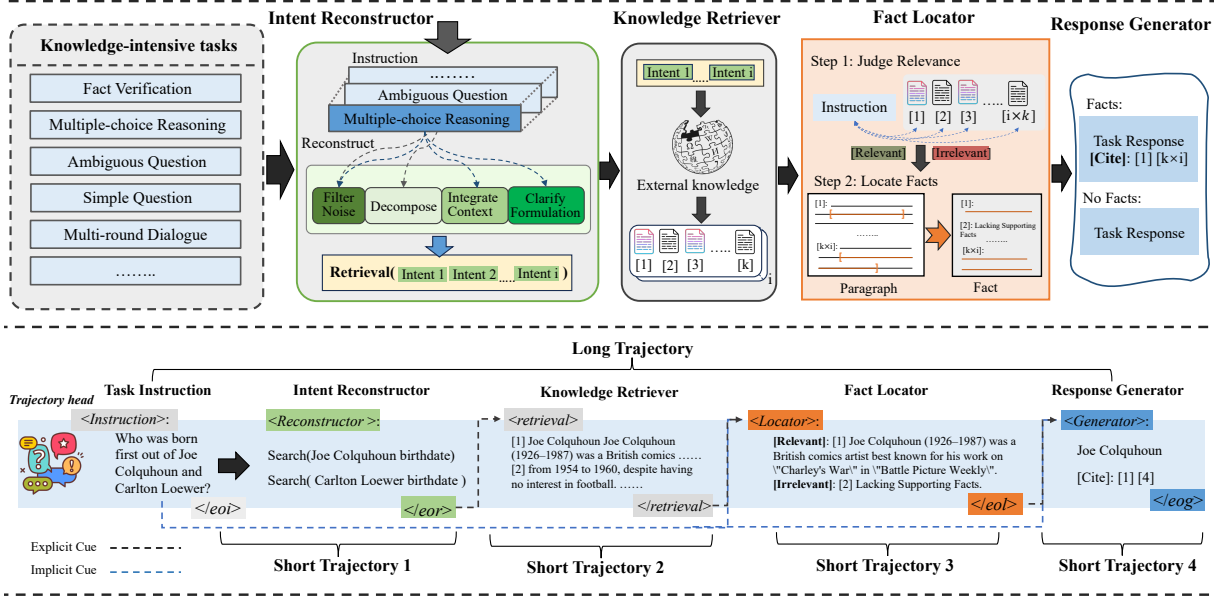 Intent Reconstructor
Knowledge Retriever
Fact Locator
Response Generator
Knowledge-intensive tasks
Fact Verification
Multiple-choice Reasoning
Ambiguous Question
Simple Question
Multi-round Dialogue
........
Instruction
.......
Ambiguous Question
Multiple-choice Reasoning
Reconstruct
Filter
Noise
Decompose
Integrate
Context
Clarify
Formulation
Retrieval( Intent 1 Intent 2 ..... Intent i )
Intent 1 ..... Intent i
External knowledge
.....
[1] [2] [3] [k]
i
Step 1: Judge Relevance
Instruction
.....
[1] [2] [3] [i×k]
[Relevant] [Irrelevant]
Step 2: Locate Facts
[1]:
........
[k×i]:
Paragraph
[1]:
[2]: Lacking Supporting
Facts
........
[k×i]:
Fact
Facts:
Task Response
[Cite]: [1] [k×i]
No Facts:
Task Response
Long Trajectory
Trajectory head
Task Instruction
Intent Reconstructor
Knowledge Retriever
Fact Locator
Response Generator
<Instruction>:
Who was born
first out of Joe
Colquhoun and
Carlton Loewer?
</eoi>
<Reconstructor >:
Search(Joe Colquhoun birthdate)
Search( Carlton Loewer birthdate )
</eor>
<retrieval>
[1] Joe Colquhoun Joe Colquhoun
(1926–1987) was a British comics ……
[2] from 1954 to 1960, despite having
no interest in football. ……
</retrieval>
<Locator>:
[Relevant]: [1] Joe Colquhoun (1926–1987) was a
British comics artist best known for his work on
\"Charley's War\" in \"Battle Picture Weekly\".
[Irrelevant]: [2] Lacking Supporting Facts.
</eol>
<Generator>:
Joe Colquhoun
[Cite]: [1] [4]
</eog>
Explicit Cue
Implicit Cue
Short Trajectory 1
Short Trajectory 2
Short Trajectory 3
Short Trajectory 4